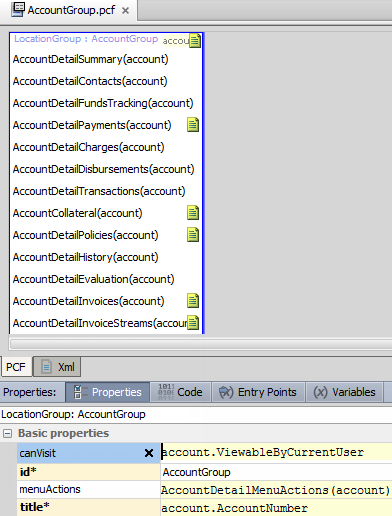 AccountGroup.pcf ×
LocationGroup : AccountGroup accou
AccountDetailSummary(account)
AccountDetailContacts(account)
AccountDetailFundsTracking(account)
AccountDetailPayments(account)
AccountDetailCharges(account)
AccountDetailDisbursements(account)
AccountDetailTransactions(account)
AccountCollateral(account)
AccountDetailPolicies(account)
AccountDetailHistory(account)
AccountDetailEvaluation(account)
AccountDetailInvoices(account)
AccountDetailInvoiceStreams(accou
PCF Xml
Properties: Properties Code Entry Points (x) Variables
LocationGroup: AccountGroup
Basic properties
canVisit account.ViewableByCurrentUser
id* AccountGroup
menuActions AccountDetailMenuActions(account)
title* account.AccountNumber